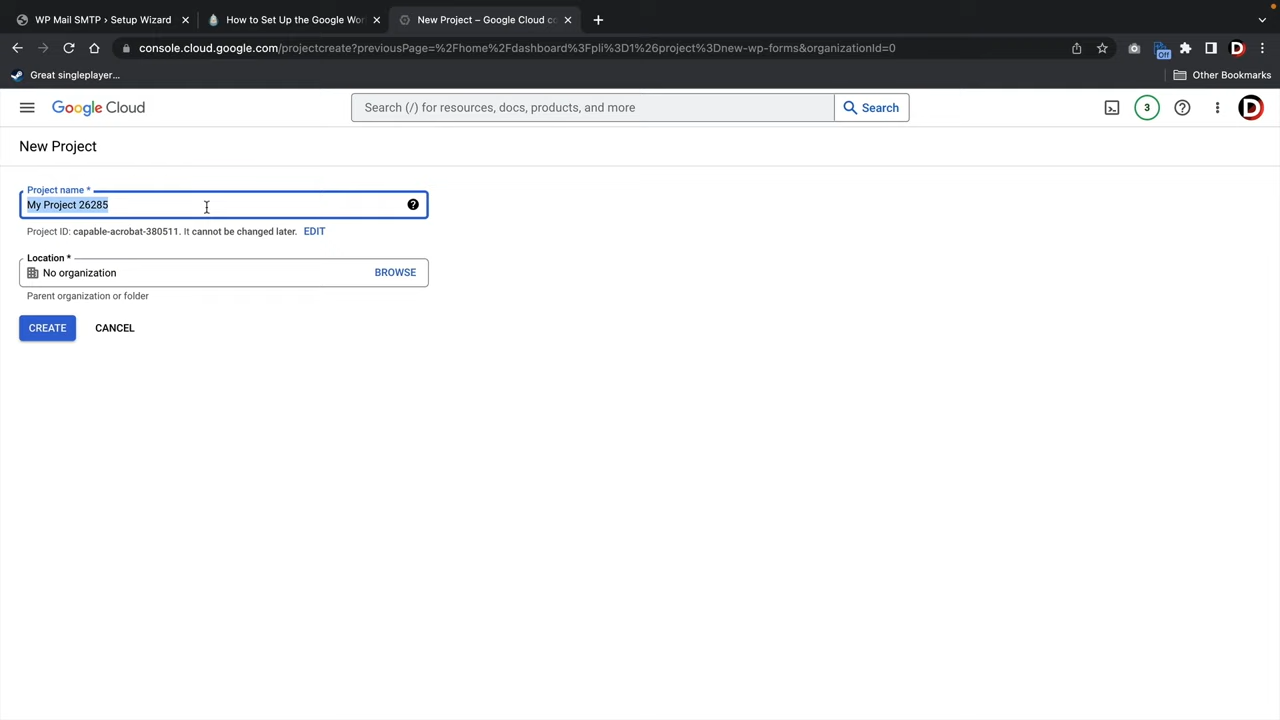 WP Mail SMTP › Setup Wizard
How to Set Up the Google Wor
New Project – Google Cloud co
console.cloud.google.com/projectcreate?previousPage=%2Fhome%2Fdashboard%3Fpli%3D1%26project%3Dnew-wp-forms&organizationId=0
Off
D
Great singleplayer...
Other Bookmarks
Google Cloud
Search (/) for resources, docs, products, and more
Search
3
D
New Project
Project name *
My Project 26285
Project ID: capable-acrobat-380511. It cannot be changed later. EDIT
Location *
No organization
BROWSE
Parent organization or folder
CREATE
CANCEL